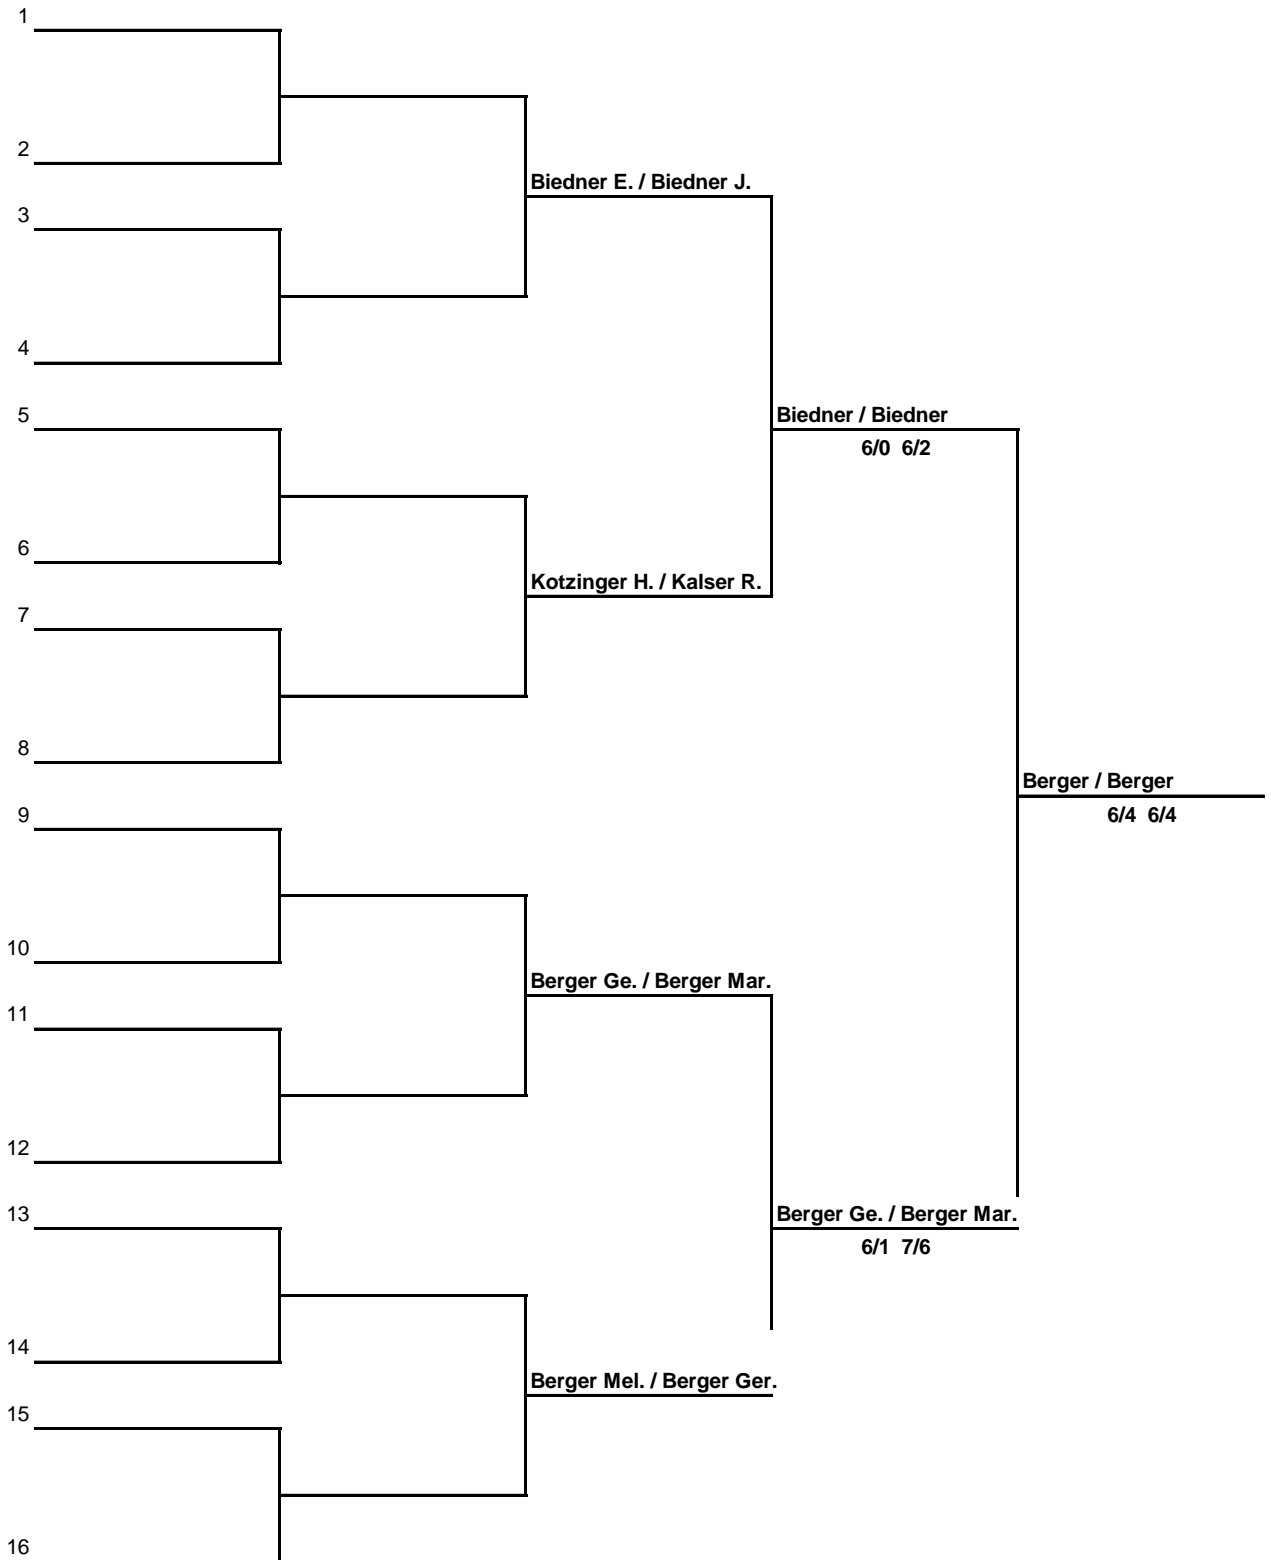 1
2
Biedner E. / Biedner J.
3
4
5
Biedner / Biedner
6/0 6/2
6
Kotzinger H. / Kalser R.
7
8
Berger / Berger
9
6/4 6/4
10
Berger Ge. / Berger Mar.
11
12
13
Berger Ge. / Berger Mar.
6/1 7/6
14
Berger Mel. / Berger Ger.
15
16